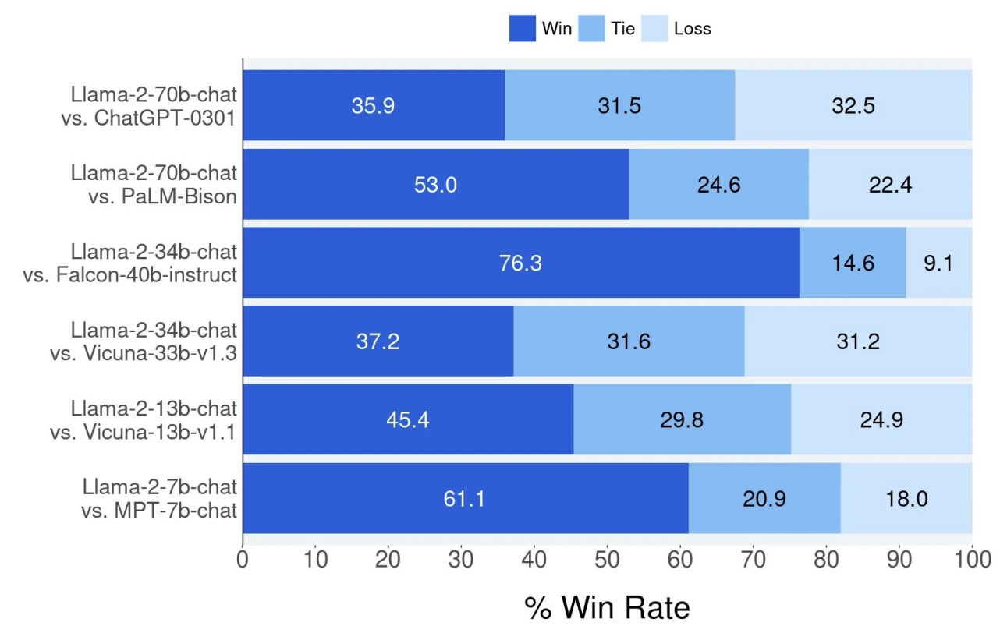 Win Tie Loss
Llama-2-70b-chat
vs. ChatGPT-0301
35.9 31.5 32.5
Llama-2-70b-chat
vs. PaLM-Bison
53.0 24.6 22.4
Llama-2-34b-chat
vs. Falcon-40b-instruct
76.3 14.6 9.1
Llama-2-34b-chat
vs. Vicuna-33b-v1.3
37.2 31.6 31.2
Llama-2-13b-chat
vs. Vicuna-13b-v1.1
45.4 29.8 24.9
Llama-2-7b-chat
vs. MPT-7b-chat
61.1 20.9 18.0
0 10 20 30 40 50 60 70 80 90 100
% Win Rate